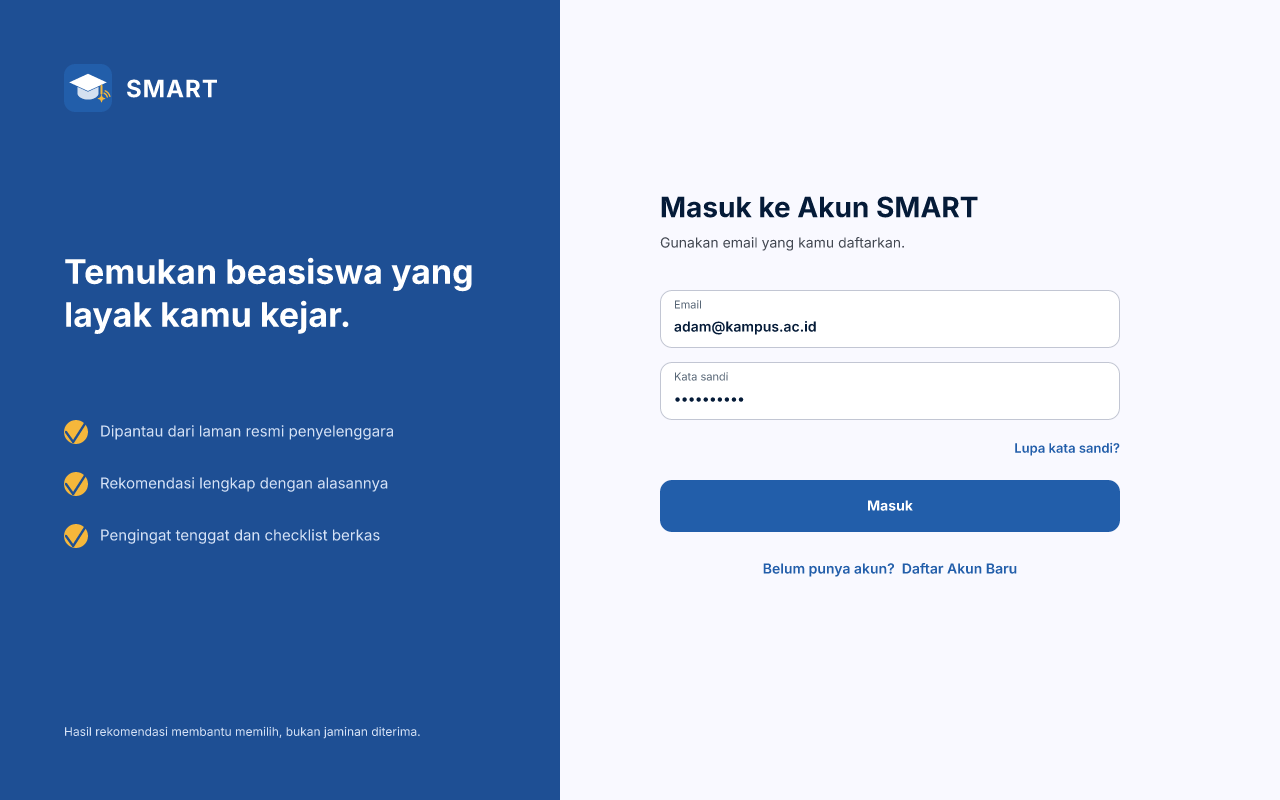 SMART
Temukan beasiswa yang
layak kamu kejar.
Dipantau dari laman resmi penyelenggara
Rekomendasi lengkap dengan alasannya
Pengingat tenggat dan checklist berkas
Hasil rekomendasi membantu memilih, bukan jaminan diterima.
Masuk ke Akun SMART
Gunakan email yang kamu daftarkan.
Email
adam@kampus.ac.id
Kata sandi
••••••••••
Lupa kata sandi?
Masuk
Belum punya akun? Daftar Akun Baru